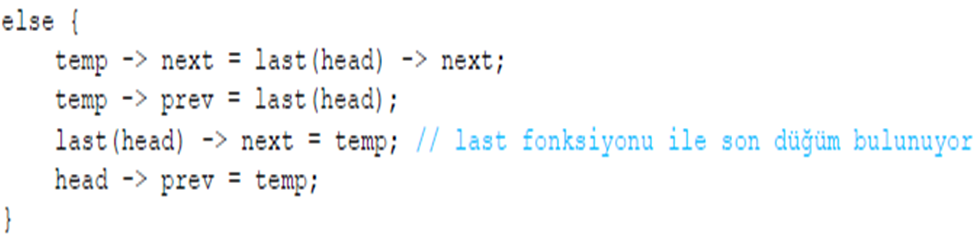 else {
    temp -> next = last(head) -> next;
    temp -> prev = last(head);
    last(head) -> next = temp; // last fonksiyonu ile son düğüm bulunuyor
    head -> prev = temp;
}